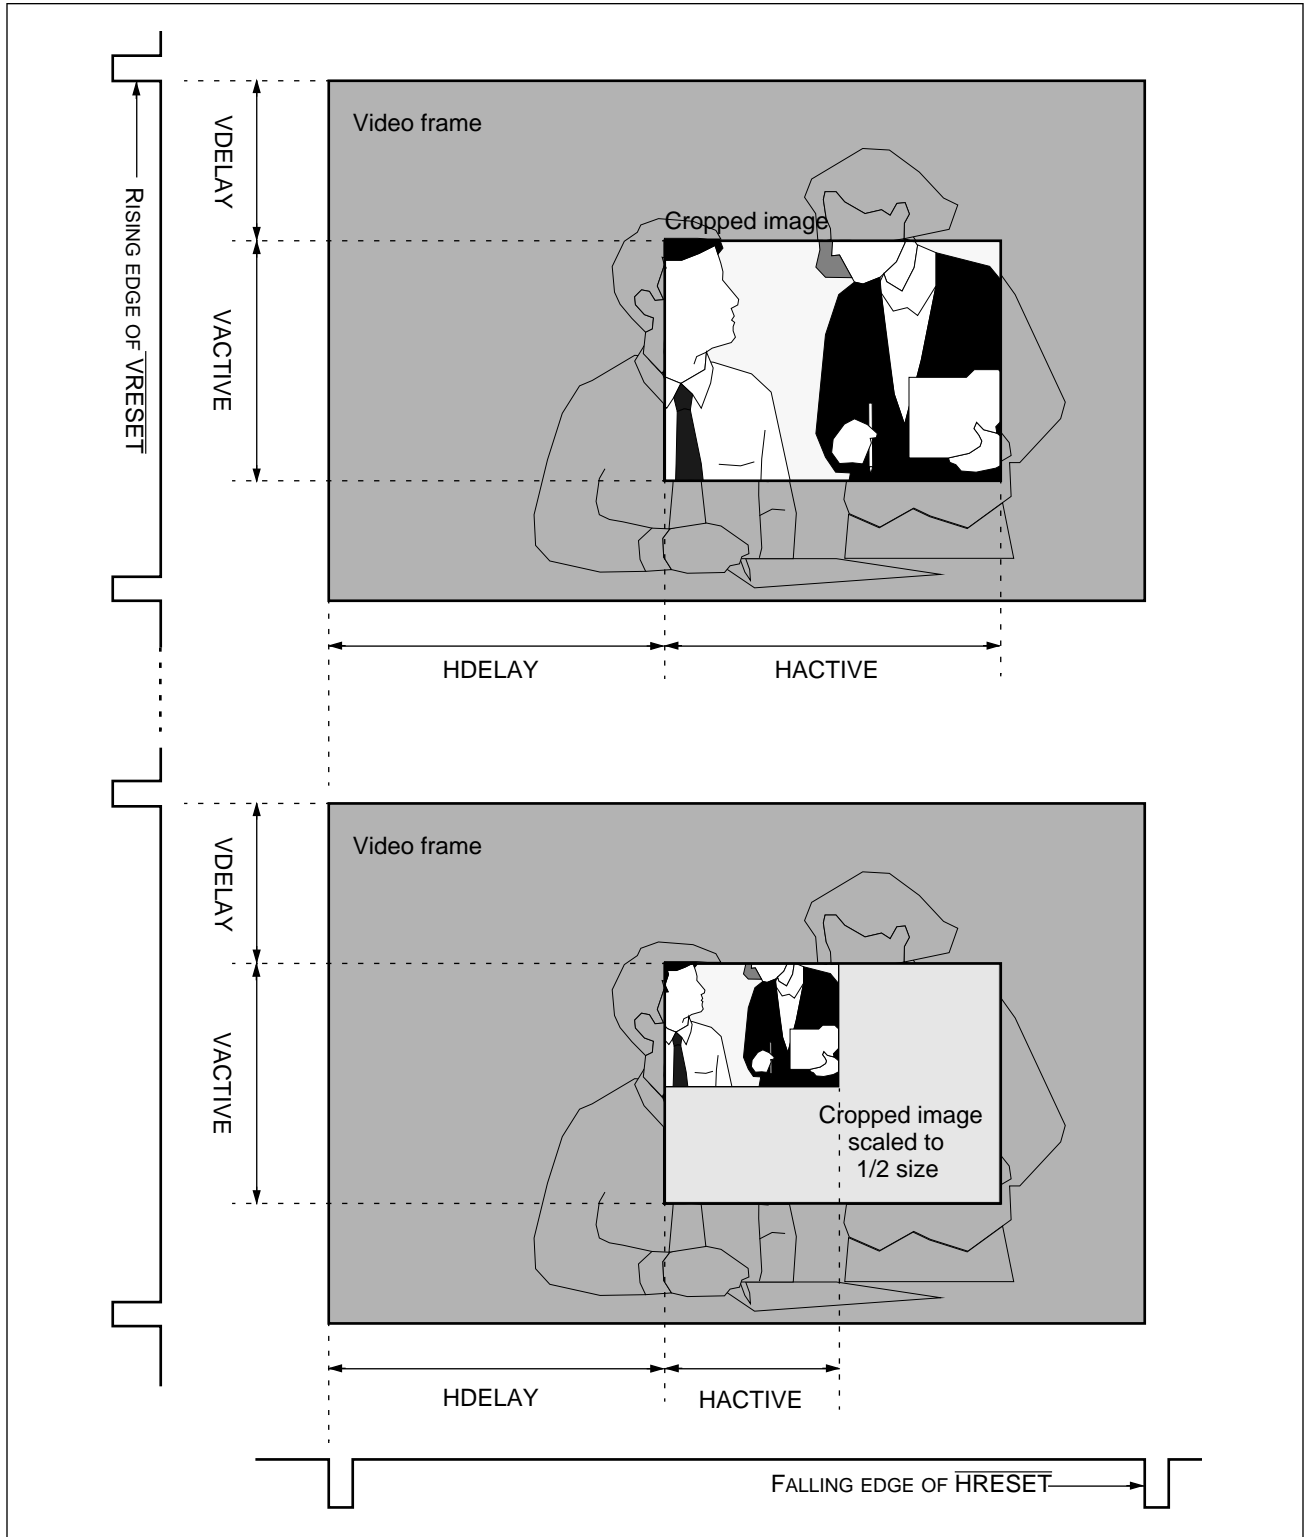 Video frame
VDELAY
Cropped image
RISING EDGE OF VRESET
VACTIVE
HDELAY
HACTIVE
Video frame
VDELAY
VACTIVE
Cropped image
scaled to
1/2 size
HDELAY
HACTIVE
FALLING EDGE OF HRESET